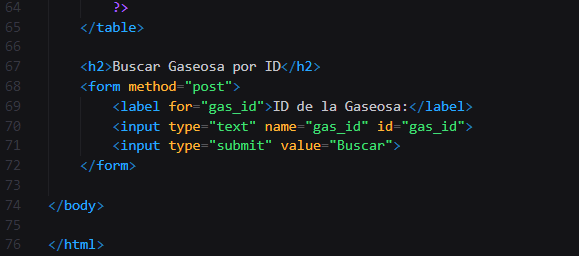 64 ?>
65 </table>
66
67 <h2>Buscar Gaseosa por ID</h2>
68 <form method="post">
69 <label for="gas_id">ID de la Gaseosa:</label>
70 <input type="text" name="gas_id" id="gas_id">
71 <input type="submit" value="Buscar">
72 </form>
73
74 </body>
75
76 </html>